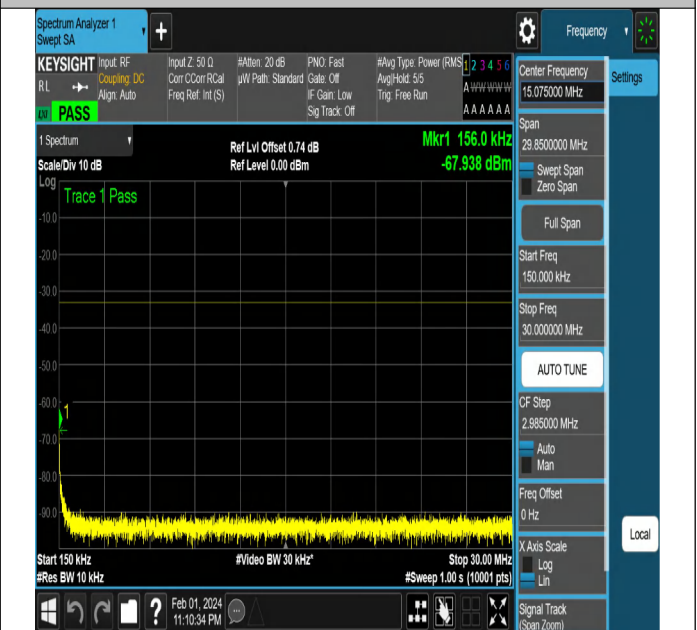 Spectrum Analyzer 1
Swept SA
+
Frequency
KEYSIGHT
RL
Input: RF
Coupling: DC
Align: Auto
Input Z: 50 Ω
Corr CCorr RCal
Freq Ref: Int (S)
#Atten: 20 dB
µW Path: Standard
PNO: Fast
Gate: Off
IF Gain: Low
Sig Track: Off
#Avg Type: Power (RMS
Avg|Hold: 5/5
Trig: Free Run
1 2 3 4 5 6
A W W W W W
A A A A A A
PASS
1 Spectrum
Scale/Div 10 dB
Ref Lvl Offset 0.74 dB
Ref Level 0.00 dBm
Mkr1 156.0 kHz
-67.938 dBm
Log
Trace 1 Pass
-10.0
-20.0
-30.0
-40.0
-50.0
-60.0
1
-70.0
-80.0
-90.0
Start 150 kHz
#Video BW 30 kHz*
Stop 30.00 MHz
#Res BW 10 kHz
#Sweep 1.00 s (10001 pts)
?
Feb 01, 2024
11:10:34 PM
Center Frequency
15.075000 MHz
Settings
Span
29.8500000 MHz
Swept Span
Zero Span
Full Span
Start Freq
150.000 kHz
Stop Freq
30.000000 MHz
AUTO TUNE
CF Step
2.985000 MHz
Auto
Man
Freq Offset
0 Hz
Local
X Axis Scale
Log
Lin
Signal Track
(Span Zoom)